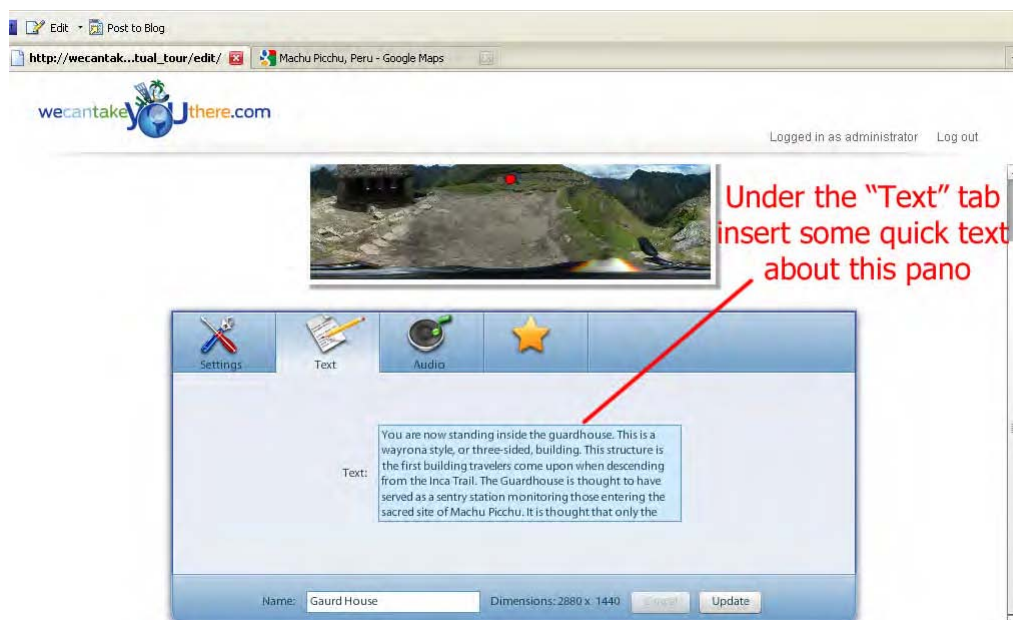 Edit
Post to Blog
http://wecantak...tual_tour/edit/
Machu Picchu, Peru - Google Maps
wecantakeyOUthere.com
Logged in as administrator Log out
Under the “Text” tab
insert some quick text
about this pano
Settings
Text
Audio
You are now standing inside the guardhouse. This is a
wayrona style, or three-sided, building. This structure is
the first building travelers come upon when descending
Text:
from the Inca Trail. The Guardhouse is thought to have
served as a sentry station monitoring those entering the
sacred site of Machu Picchu. It is thought that only the
Name: Gaurd House Dimensions: 2880 x 1440 Update